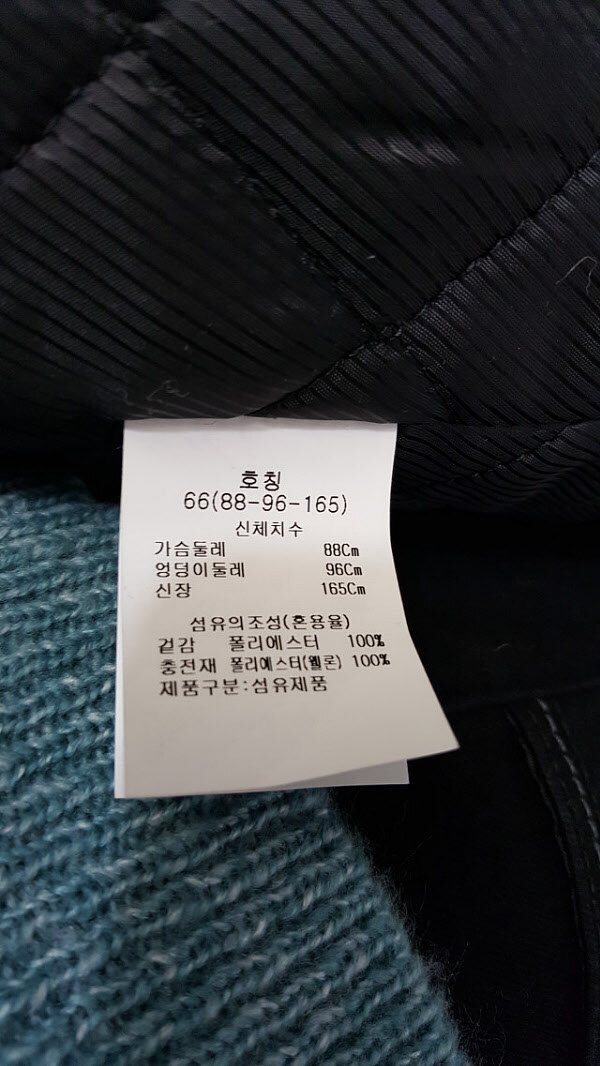 호칭
66(88-96-165)
신체치수
가슴둘레 88Cm
엉덩이둘레 96Cm
신장 165Cm
섬유의조성(혼용율)
겉감 폴리에스터 100%
충전재 폴리에스터(웰론) 100%
제품구분:섬유제품